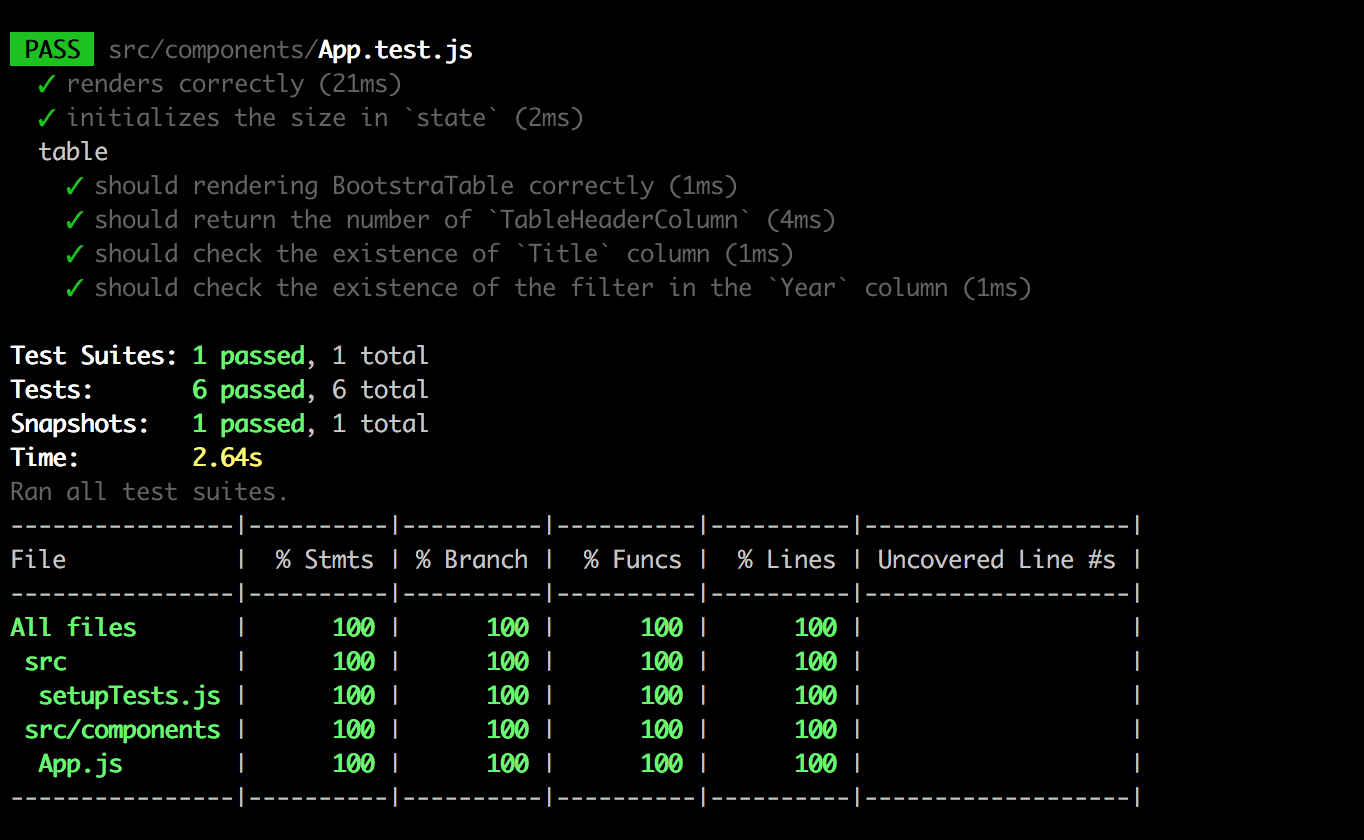 PASS src/components/App.test.js
✓ renders correctly (21ms)
✓ initializes the size in `state` (2ms)
table
✓ should rendering BootstraTable correctly (1ms)
✓ should return the number of `TableHeaderColumn` (4ms)
✓ should check the existence of `Title` column (1ms)
✓ should check the existence of the filter in the `Year` column (1ms)
Test Suites: 1 passed, 1 total
Tests: 6 passed, 6 total
Snapshots: 1 passed, 1 total
Time: 2.64s
Ran all test suites.
----------------|----------|----------|----------|----------|-------------------|
File | % Stmts | % Branch | % Funcs | % Lines | Uncovered Line #s |
----------------|----------|----------|----------|----------|-------------------|
All files | 100 | 100 | 100 | 100 | |
src | 100 | 100 | 100 | 100 | |
setupTests.js | 100 | 100 | 100 | 100 | |
src/components | 100 | 100 | 100 | 100 | |
App.js | 100 | 100 | 100 | 100 | |
----------------|----------|----------|----------|----------|-------------------|